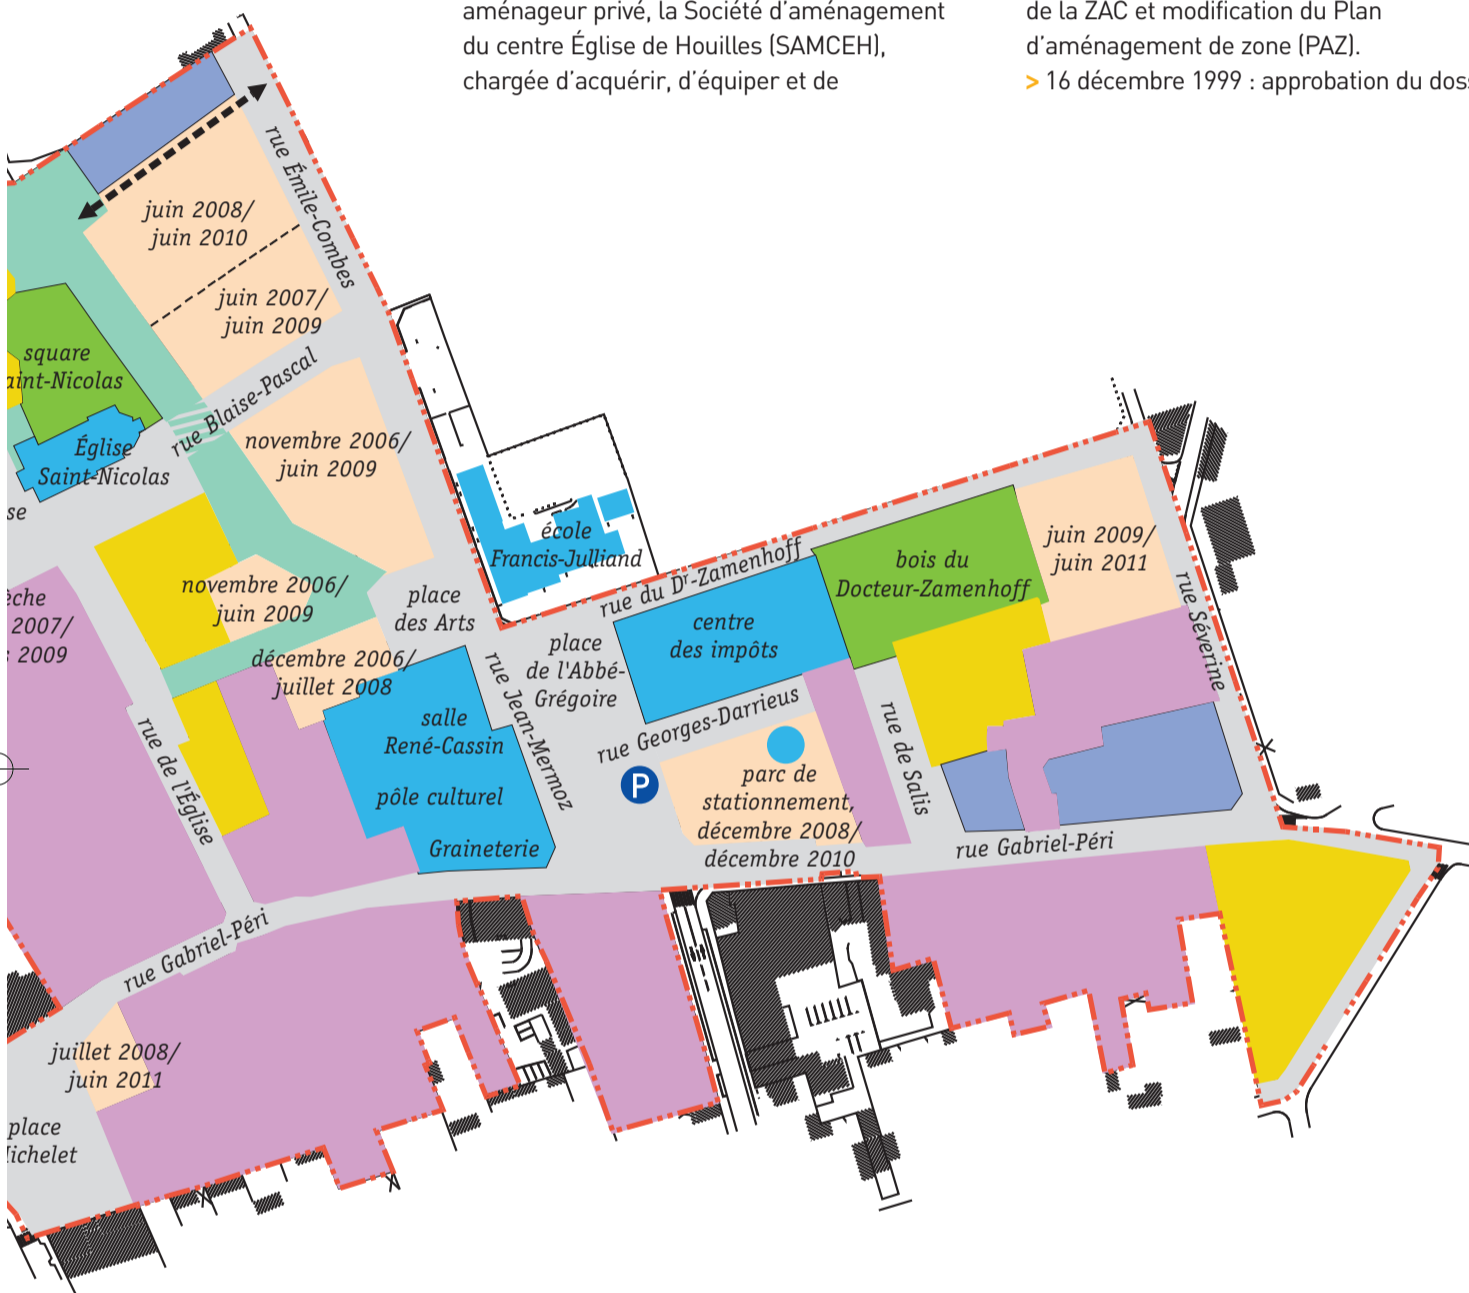 aménageur privé, la Société d'aménagement
du centre Église de Houilles (SAMCEH),
chargée d'acquérir, d'équiper et de
de la ZAC et modification du Plan
d'aménagement de zone (PAZ).
> 16 décembre 1999 : approbation du
rue Émile-Combes
juin 2008/
juin 2010
juin 2007/
juin 2009
square
aint-Nicolas
rue Blaise-Pascal
Église
Saint-Nicolas
novembre 2006/
juin 2009
se
école
Francis-Julliand
rue du Dr-Zamenhoff
bois du
Docteur-Zamenhoff
juin 2009/
juin 2011
rue Séverine
novembre 2006/
juin 2009
place
des Arts
centre
des impôts
èche
2007/
2009
place
de l'Abbé-
Grégoire
décembre 2006/
juillet 2008
rue Jean-Mermoz
rue Georges-Darrieus
rue de Salis
salle
René-Cassin
pôle culturel
Graineterie
rue de l'Église
P
parc de
stationnement,
décembre 2008/
décembre 2010
rue Gabriel-Péri
rue Gabriel-Péri
juillet 2008/
juin 2011
place
ichelet